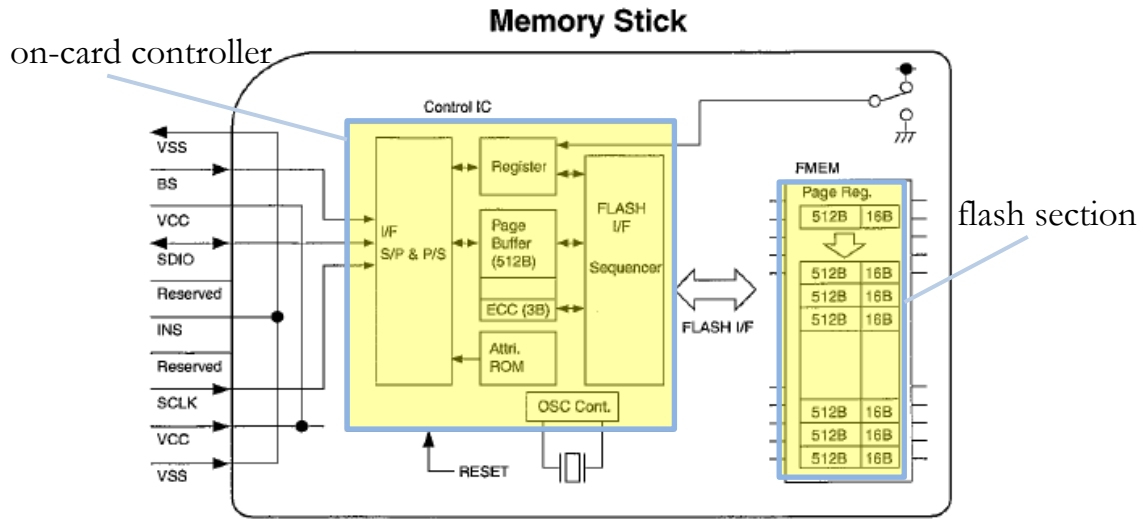 Memory Stick
on-card controller
Control IC
VSS
BS
VCC
SDIO
Reserved
INS
Reserved
SCLK
VCC
VSS
I/F
S/P & P/S
Register
Page
Buffer
(512B)
ECC (3B)
Attri.
ROM
FLASH
I/F
Sequencer
OSC Cont.
RESET
FLASH I/F
FMEM
Page Reg.
512B 16B
512B 16B
512B 16B
512B 16B
512B 16B
512B 16B
512B 16B
flash section